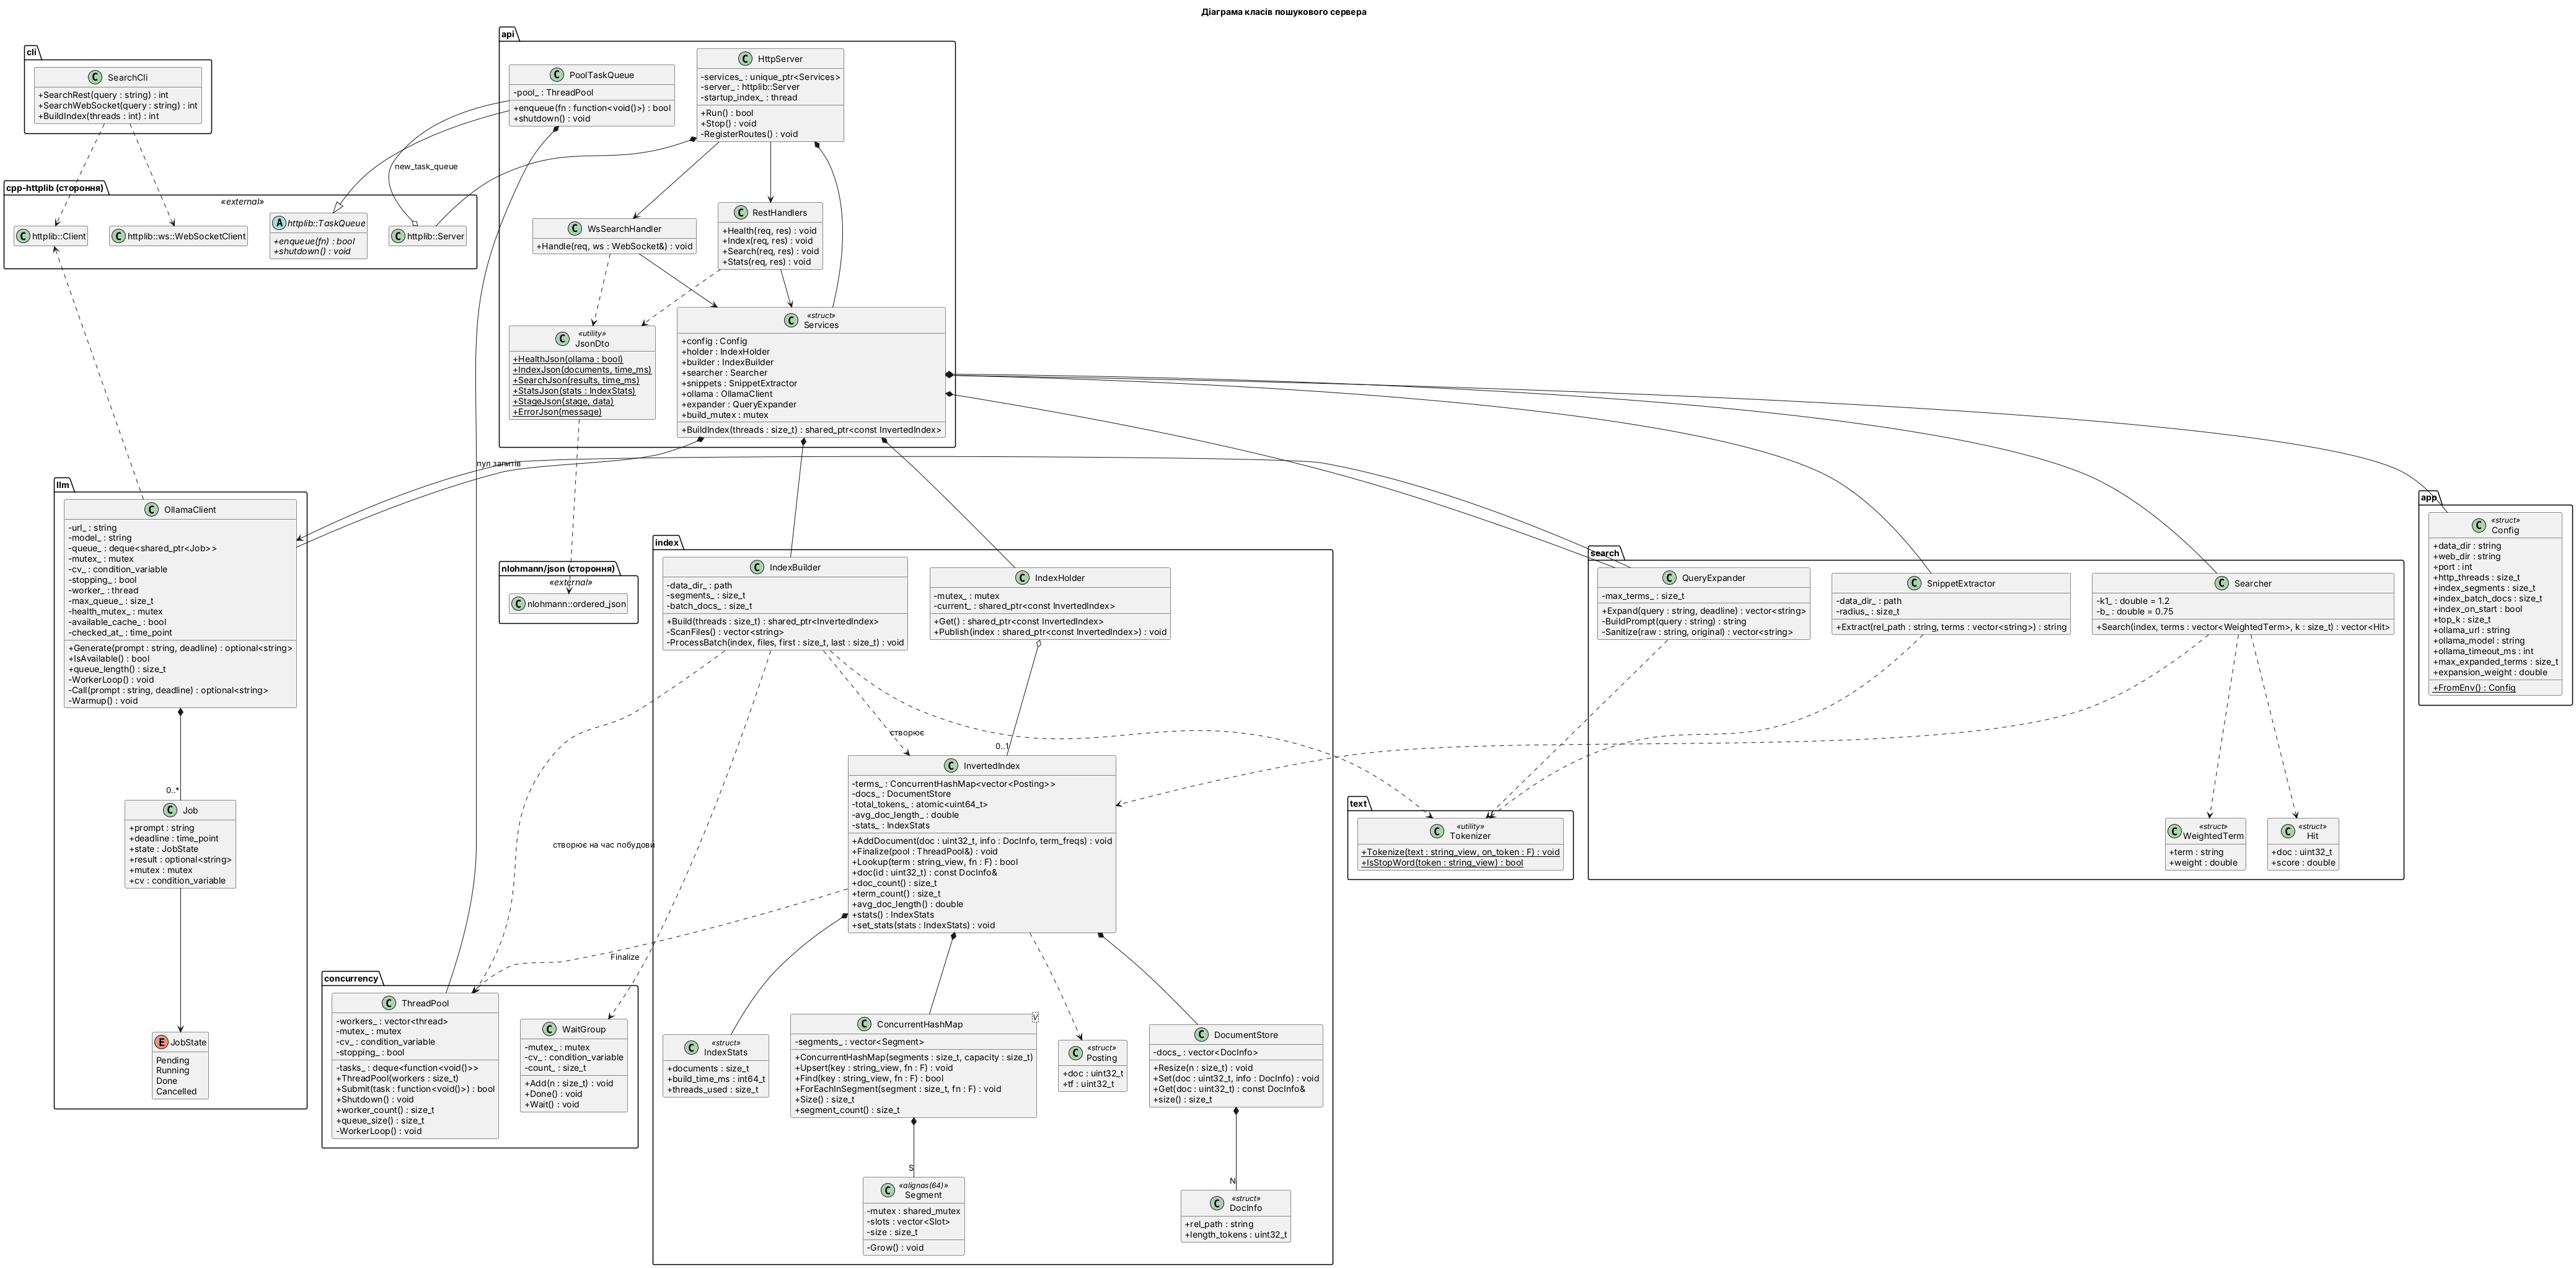 Діаграма класів пошукового сервера
cli
SearchCli
+SearchRest(query : string) : int
+SearchWebSocket(query : string) : int
+BuildIndex(threads : int) : int
api
PoolTaskQueue
-pool_ : ThreadPool
+enqueue(fn : function<void()>) : bool
+shutdown() : void
HttpServer
-services_ : unique_ptr<Services>
-server_ : httplib::Server
-startup_index_ : thread
+Run() : bool
+Stop() : void
-RegisterRoutes() : void
new_task_queue
cpp-httplib (стороння)
«external»
httplib::Client
httplib::ws::WebSocketClient
httplib::TaskQueue
+enqueue(fn) : bool
+shutdown() : void
httplib::Server
WsSearchHandler
+Handle(req, ws : WebSocket&) : void
RestHandlers
+Health(req, res) : void
+Index(req, res) : void
+Search(req, res) : void
+Stats(req, res) : void
«utility»
JsonDto
+HealthJson(ollama : bool)
+IndexJson(documents, time_ms)
+SearchJson(results, time_ms)
+StatsJson(stats : IndexStats)
+StageJson(stage, data)
+ErrorJson(message)
«struct»
Services
+config : Config
+holder : IndexHolder
+builder : IndexBuilder
+searcher : Searcher
+snippets : SnippetExtractor
+ollama : OllamaClient
+expander : QueryExpander
+build_mutex : mutex
+BuildIndex(threads : size_t) : shared_ptr<const InvertedIndex>
пул запитів
llm
OllamaClient
-url_ : string
-model_ : string
-queue_ : deque<shared_ptr<Job>>
-mutex_ : mutex
-cv_ : condition_variable
-stopping_ : bool
-worker_ : thread
-max_queue_ : size_t
-health_mutex_ : mutex
-available_cache_ : bool
-checked_at_ : time_point
+Generate(prompt : string, deadline) : optional<string>
+IsAvailable() : bool
+queue_length() : size_t
-WorkerLoop() : void
-Call(prompt : string, deadline) : optional<string>
-Warmup() : void
0..*
Job
+prompt : string
+deadline : time_point
+state : JobState
+result : optional<string>
+mutex : mutex
+cv : condition_variable
JobState
Pending
Running
Done
Cancelled
nlohmann/json (стороння)
«external»
nlohmann::ordered_json
index
IndexBuilder
-data_dir_ : path
-segments_ : size_t
-batch_docs_ : size_t
+Build(threads : size_t) : shared_ptr<InvertedIndex>
-ScanFiles() : vector<string>
-ProcessBatch(index, files, first : size_t, last : size_t) : void
IndexHolder
-mutex_ : mutex
-current_ : shared_ptr<const InvertedIndex>
+Get() : shared_ptr<const InvertedIndex>
+Publish(index : shared_ptr<const InvertedIndex>) : void
створює
0..1
InvertedIndex
-terms_ : ConcurrentHashMap<vector<Posting>>
-docs_ : DocumentStore
-total_tokens_ : atomic<uint64_t>
-avg_doc_length_ : double
-stats_ : IndexStats
+AddDocument(doc : uint32_t, info : DocInfo, term_freqs) : void
+Finalize(pool : ThreadPool&) : void
+Lookup(term : string_view, fn : F) : bool
+doc(id : uint32_t) : const DocInfo&
+doc_count() : size_t
+term_count() : size_t
+avg_doc_length() : double
+stats() : IndexStats
+set_stats(stats : IndexStats) : void
створює на час побудови
Finalize
concurrency
ThreadPool
-workers_ : vector<thread>
-mutex_ : mutex
-cv_ : condition_variable
-stopping_ : bool
-tasks_ : deque<function<void()>>
+ThreadPool(workers : size_t)
+Submit(task : function<void()>) : bool
+Shutdown() : void
+worker_count() : size_t
+queue_size() : size_t
-WorkerLoop() : void
WaitGroup
-mutex_ : mutex
-cv_ : condition_variable
-count_ : size_t
+Add(n : size_t) : void
+Done() : void
+Wait() : void
«struct»
IndexStats
+documents : size_t
+build_time_ms : int64_t
+threads_used : size_t
ConcurrentHashMap
V
-segments_ : vector<Segment>
+ConcurrentHashMap(segments : size_t, capacity : size_t)
+Upsert(key : string_view, fn : F) : void
+Find(key : string_view, fn : F) : bool
+ForEachInSegment(segment : size_t, fn : F) : void
+Size() : size_t
+segment_count() : size_t
«struct»
Posting
+doc : uint32_t
+tf : uint32_t
DocumentStore
-docs_ : vector<DocInfo>
+Resize(n : size_t) : void
+Set(doc : uint32_t, info : DocInfo) : void
+Get(doc : uint32_t) : const DocInfo&
+size() : size_t
S
«alignas(64)»
Segment
-mutex : shared_mutex
-slots : vector<Slot>
-size : size_t
-Grow() : void
N
«struct»
DocInfo
+rel_path : string
+length_tokens : uint32_t
text
«utility»
Tokenizer
+Tokenize(text : string_view, on_token : F) : void
+IsStopWord(token : string_view) : bool
search
QueryExpander
-max_terms_ : size_t
+Expand(query : string, deadline) : vector<string>
-BuildPrompt(query : string) : string
-Sanitize(raw : string, original) : vector<string>
SnippetExtractor
-data_dir_ : path
-radius_ : size_t
+Extract(rel_path : string, terms : vector<string>) : string
Searcher
-k1_ : double = 1.2
-b_ : double = 0.75
+Search(index, terms : vector<WeightedTerm>, k : size_t) : vector<Hit>
«struct»
WeightedTerm
+term : string
+weight : double
«struct»
Hit
+doc : uint32_t
+score : double
app
«struct»
Config
+data_dir : string
+web_dir : string
+port : int
+http_threads : size_t
+index_segments : size_t
+index_batch_docs : size_t
+index_on_start : bool
+top_k : size_t
+ollama_url : string
+ollama_model : string
+ollama_timeout_ms : int
+max_expanded_terms : size_t
+expansion_weight : double
+FromEnv() : Config